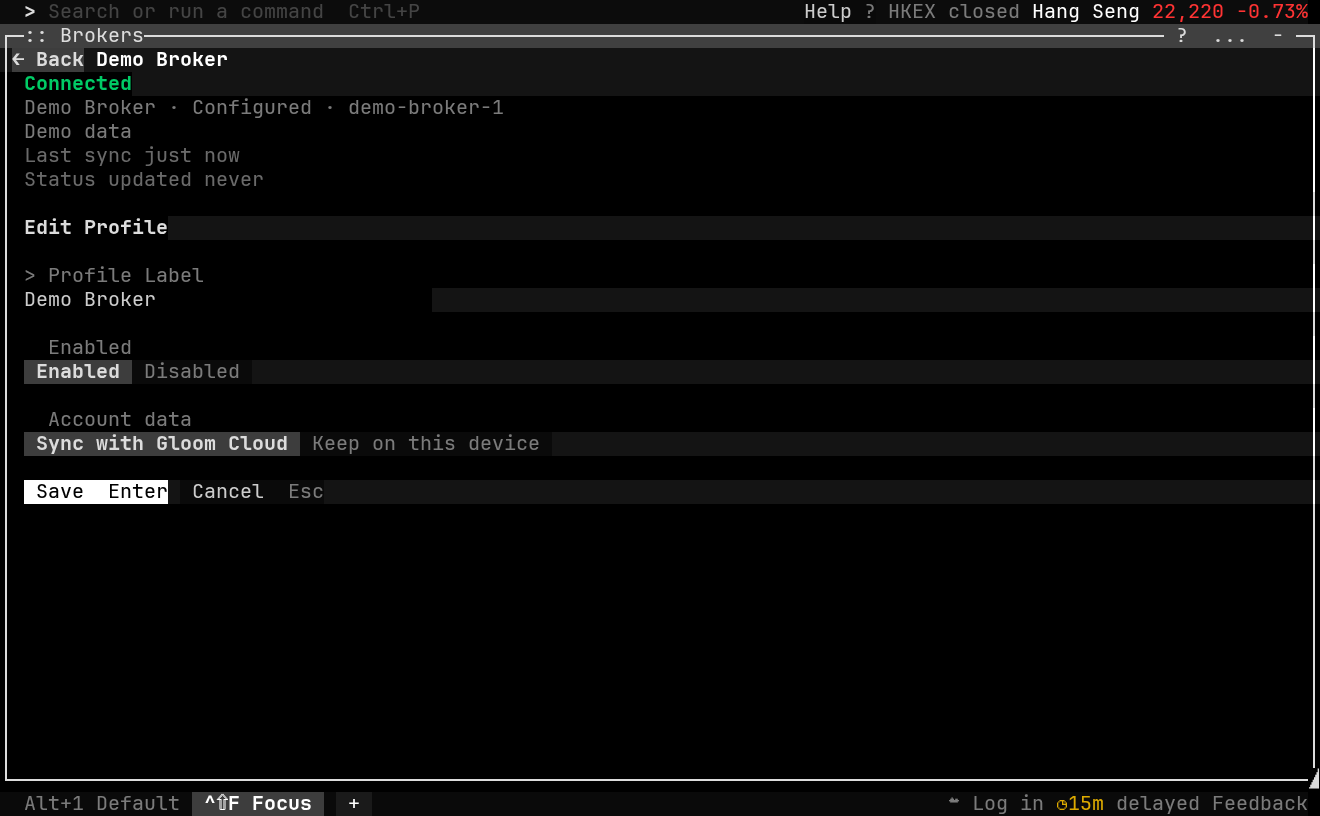 > Search or run a command  Ctrl+P  Help ? HKEX closed Hang Seng 22,220 -0.73%
:: Brokers ? ... -
← Back Demo Broker
Connected
Demo Broker · Configured · demo-broker-1
Demo data
Last sync just now
Status updated never
Edit Profile
> Profile Label
Demo Broker
Enabled
Enabled Disabled
Account data
Sync with Gloom Cloud Keep on this device
Save  Enter Cancel  Esc
Alt+1 Default ^⇧F Focus + Log in ◷15m delayed Feedback